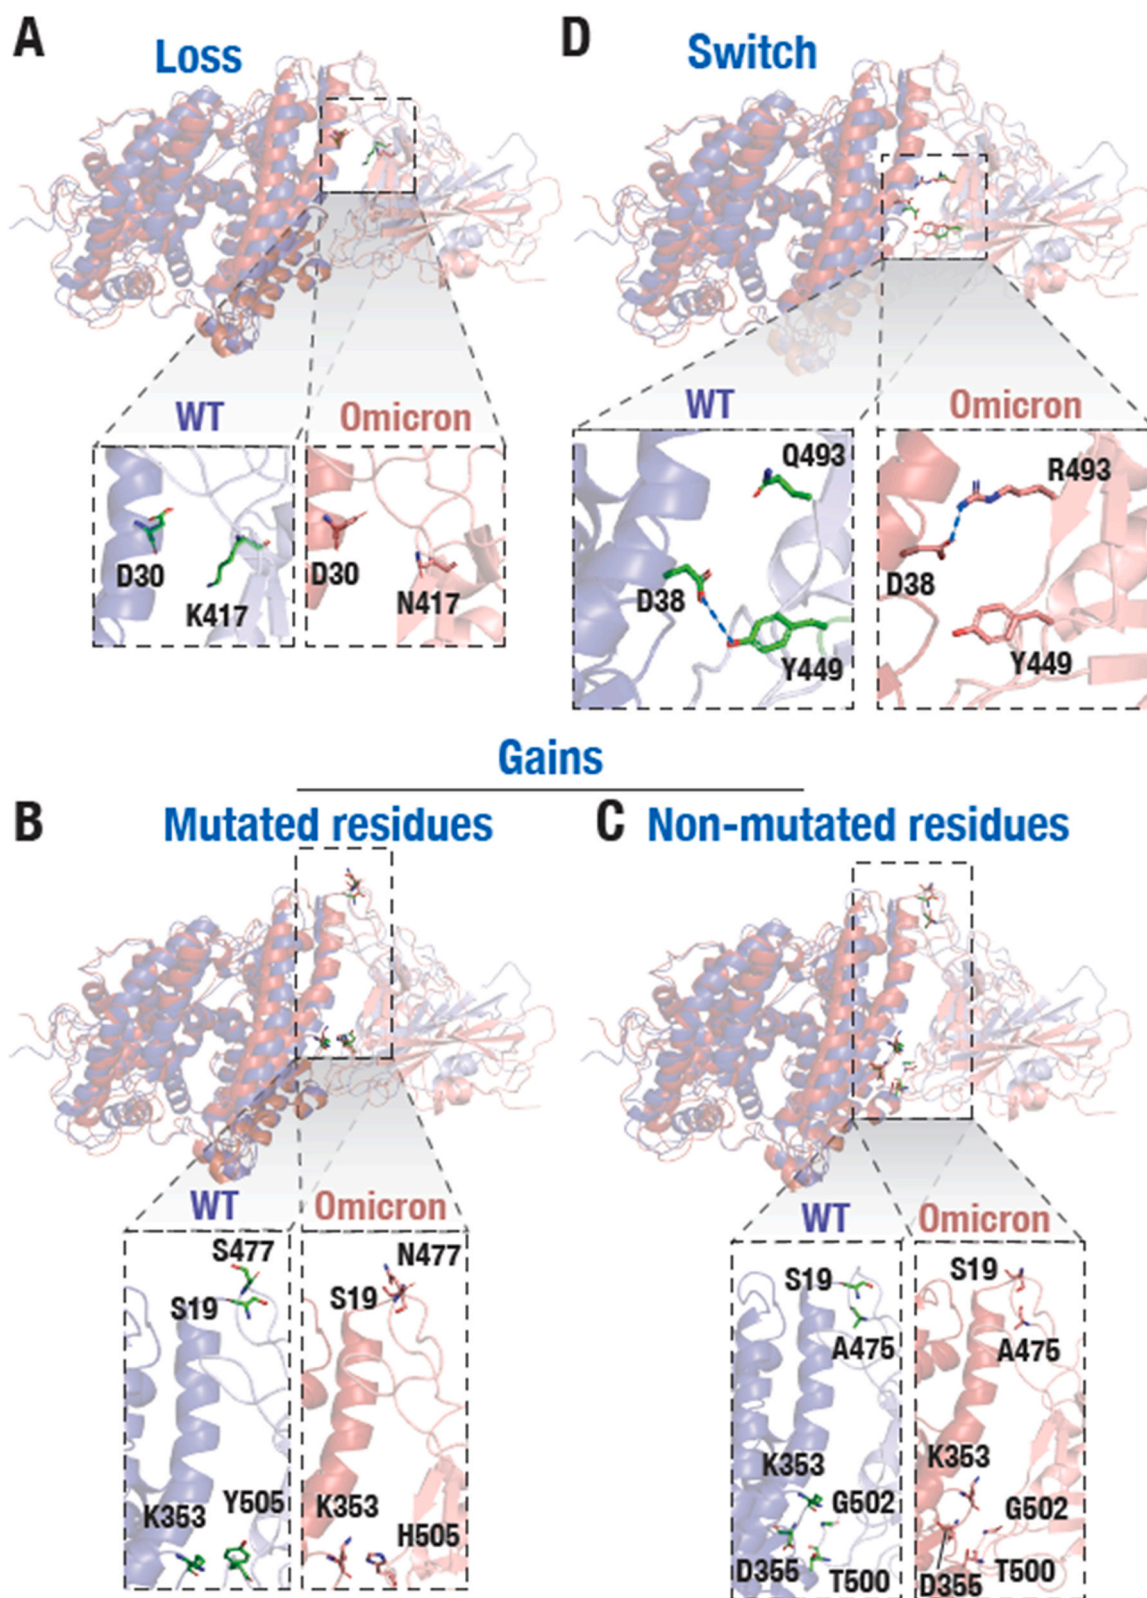 A
Loss
WT
Omicron
D30
K417
D30
N417
D
Switch
WT
Omicron
Q493
D38
Y449
R493
D38
Y449
Gains
B
Mutated residues
WT
Omicron
S477
S19
K353
Y505
N477
S19
K353
H505
C
Non-mutated residues
WT
Omicron
S19
A475
K353
G502
D355
T500
S19
A475
K353
G502
D355
T500